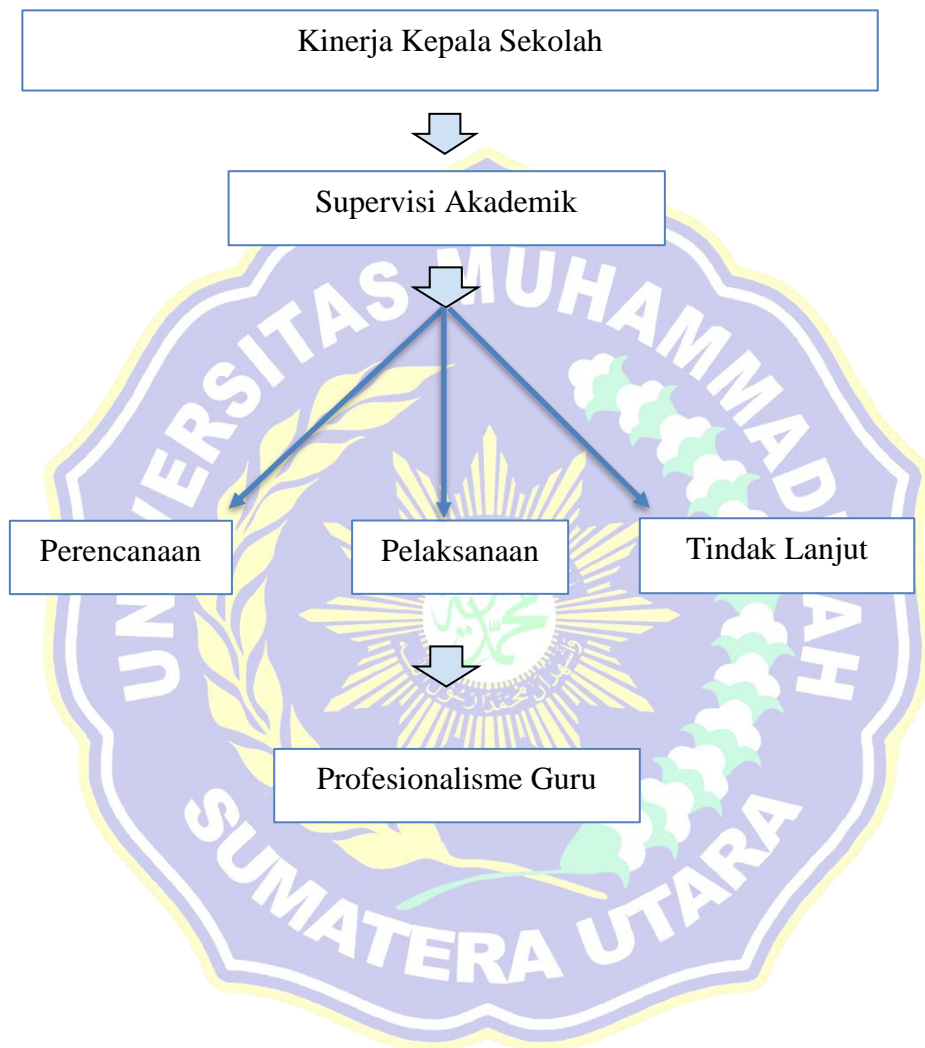 Kinerja Kepala Sekolah
Supervisi Akademik
UNIVERSITAS MUHAMMADIYAH
Perencanaan
Pelaksanaan
Tindak Lanjut
Profesionalisme Guru
SUMATERA UTARA